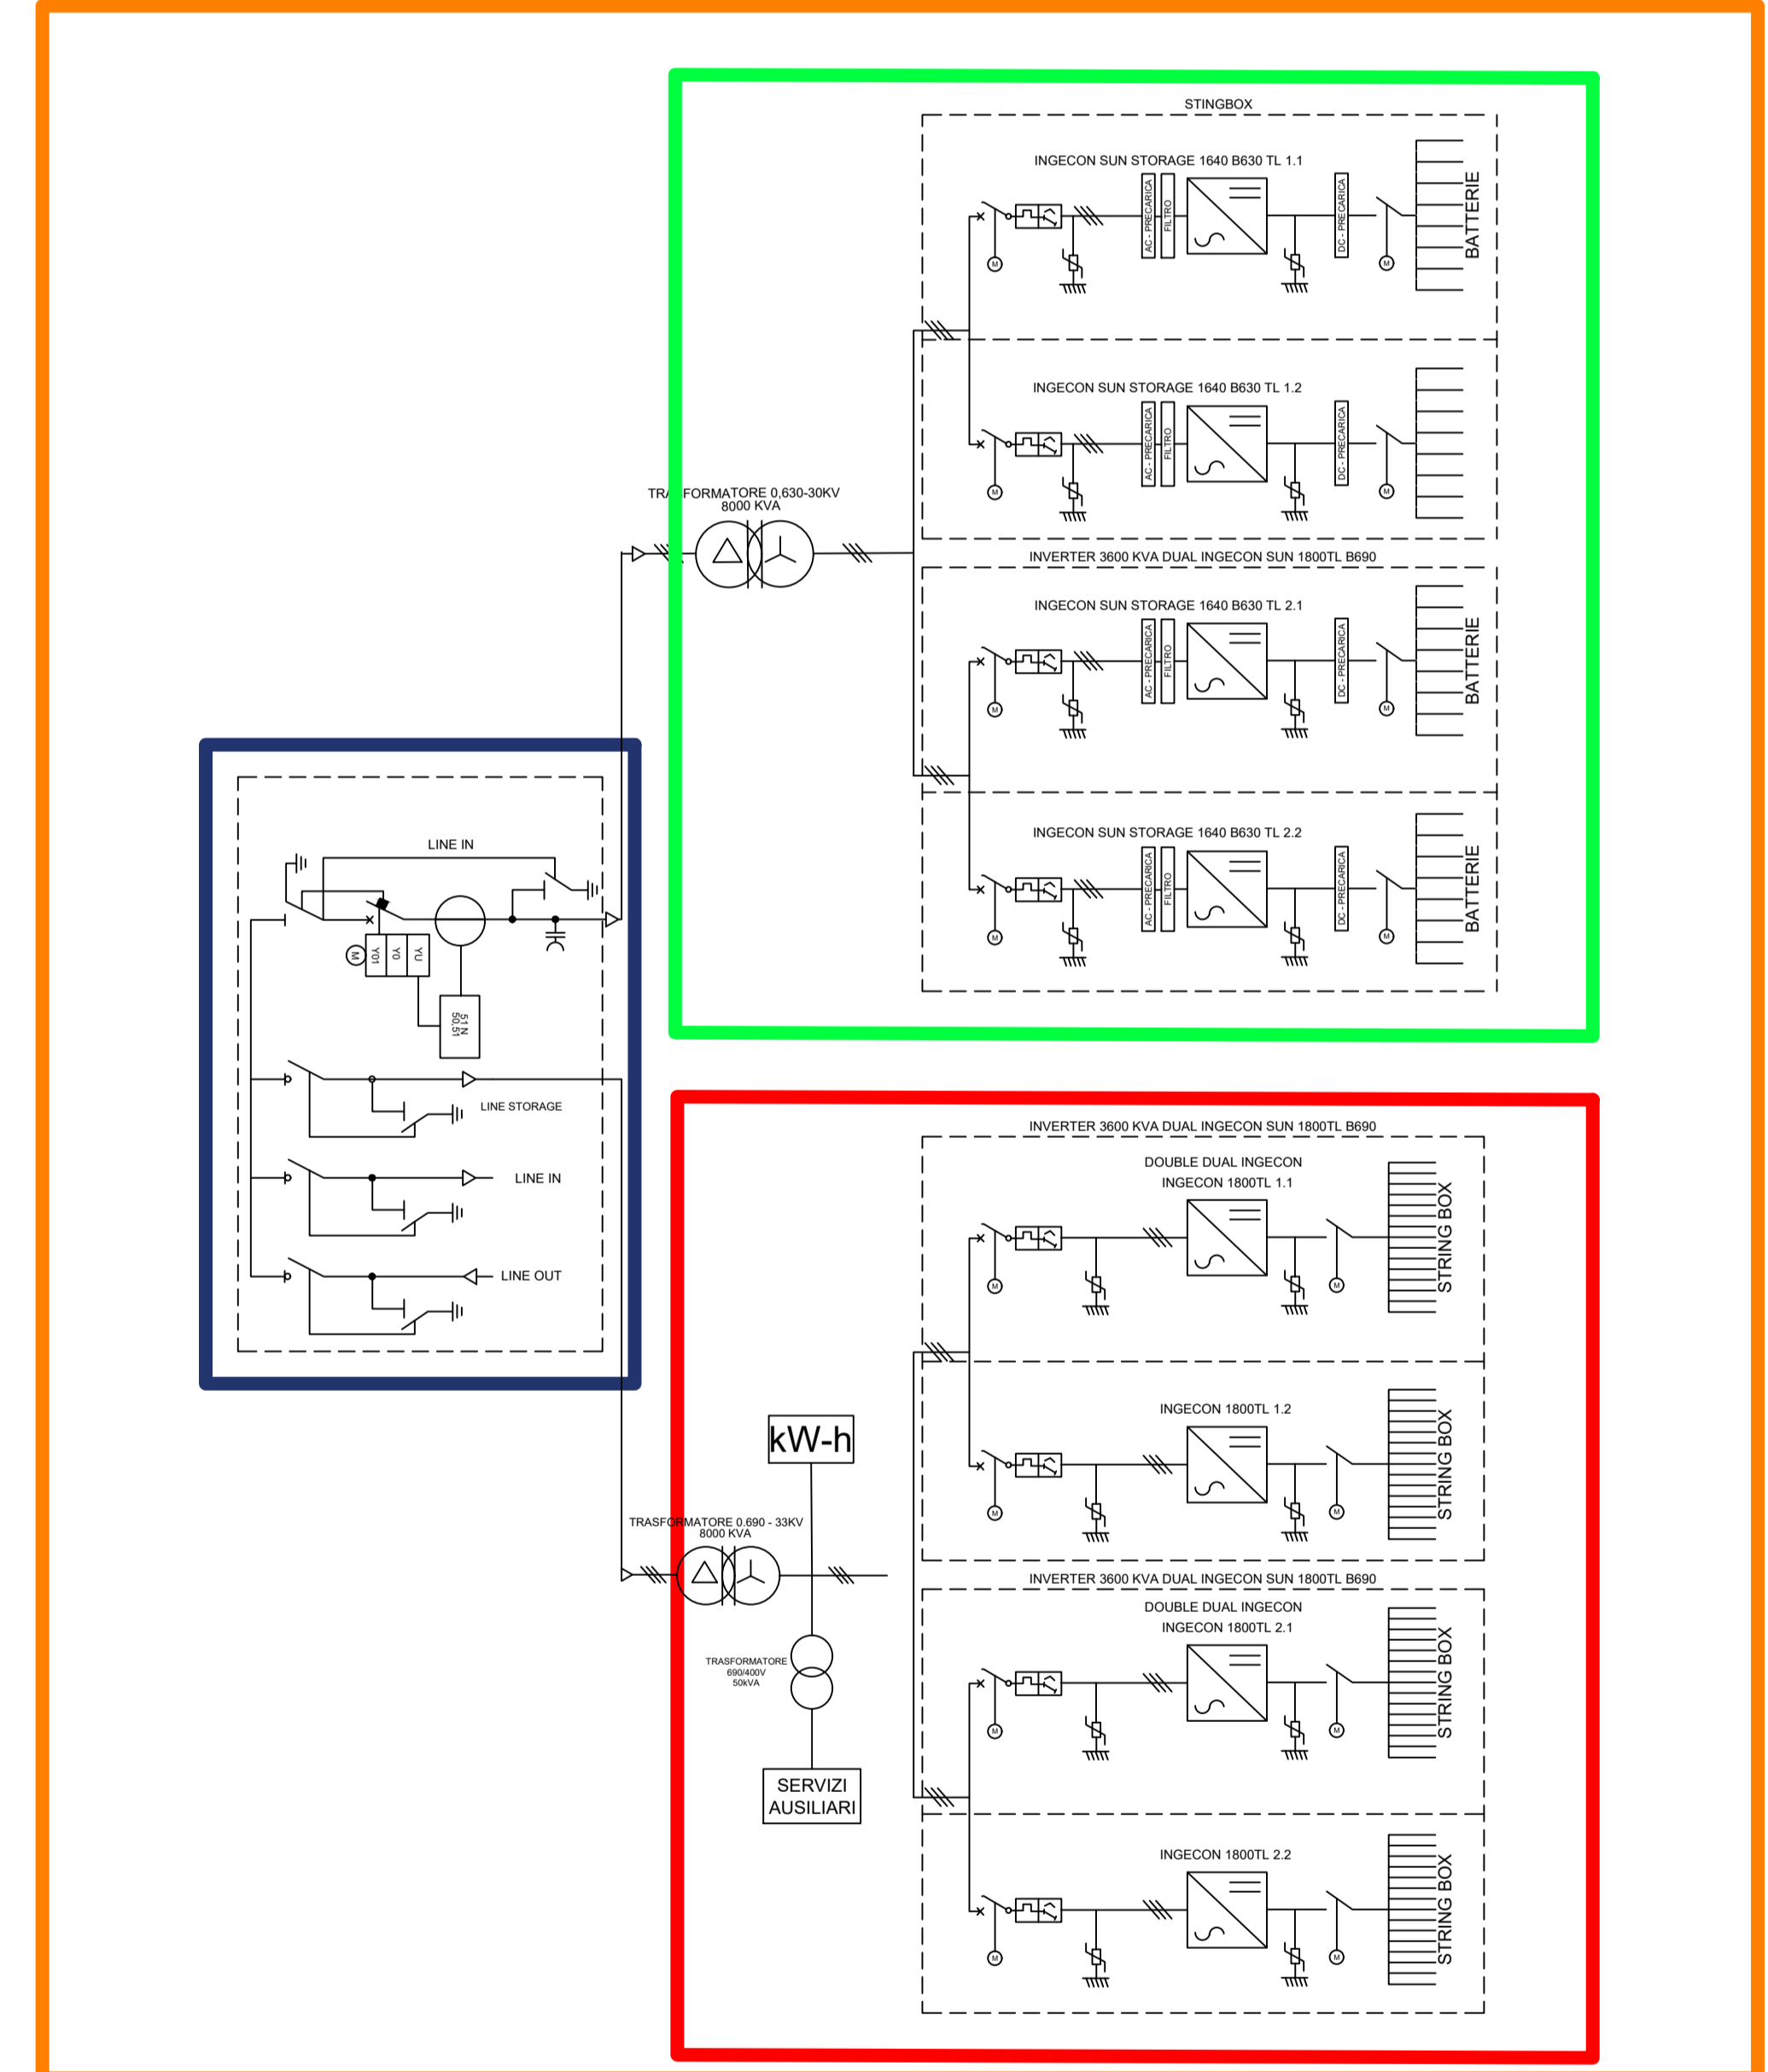 STINGBOX
INGECON SUN STORAGE 1640 B630 TL 1.1
AC - PRECARICA
FILTRO
DC - PRECARICA
BATTERIE
M
M
INGECON SUN STORAGE 1640 B630 TL 1.2
AC - PRECARICA
FILTRO
DC - PRECARICA
M
M
TRASFORMATORE 0,630-30KV
8000 KVA
INVERTER 3600 KVA DUAL INGECON SUN 1800TL B690
INGECON SUN STORAGE 1640 B630 TL 2.1
AC - PRECARICA
FILTRO
DC - PRECARICA
BATTERIE
M
M
INGECON SUN STORAGE 1640 B630 TL 2.2
AC - PRECARICA
FILTRO
DC - PRECARICA
BATTERIE
M
M
LINE IN
M
Y01
Y0
YU
51N
50,51
LINE STORAGE
LINE IN
LINE OUT
INVERTER 3600 KVA DUAL INGECON SUN 1800TL B690
DOUBLE DUAL INGECON
INGECON 1800TL 1.1
STRING BOX
M
M
INGECON 1800TL 1.2
STRING BOX
M
M
kW-h
TRASFORMATORE 0.690 - 33KV
8000 KVA
TRASFORMATORE
690/400V
50kVA
SERVIZI
AUSILIARI
INVERTER 3600 KVA DUAL INGECON SUN 1800TL B690
DOUBLE DUAL INGECON
INGECON 1800TL 2.1
STRING BOX
M
M
INGECON 1800TL 2.2
STRING BOX
M
M